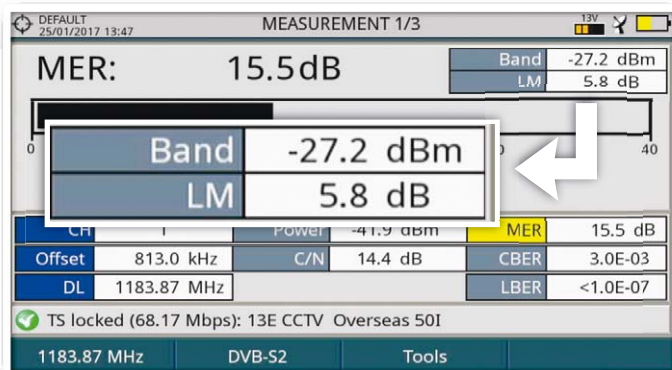 DEFAULT
25/01/2017 13:47
MEASUREMENT 1/3
13V
MER: 15.5 dB
Band -27.2 dBm
LM 5.8 dB
0 40
Band -27.2 dBm
LM 5.8 dB
CH 1 Power -41.9 dBm MER 15.5 dB
Offset 813.0 kHz C/N 14.4 dB CBER 3.0E-03
DL 1183.87 MHz LBER <1.0E-07
TS locked (68.17 Mbps): 13E CCTV Overseas 50I
1183.87 MHz DVB-S2 Tools